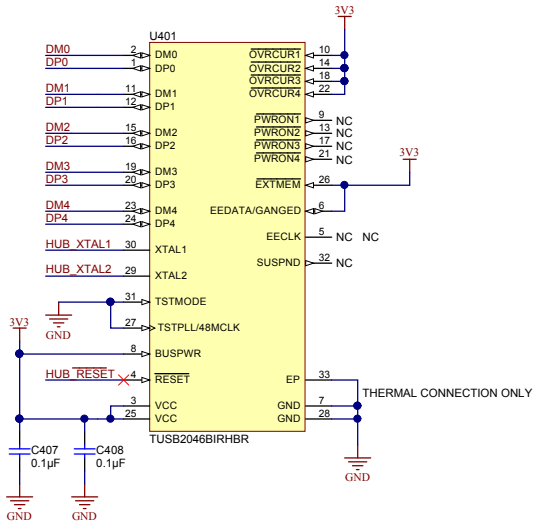 U401
3V3
DM0 2 DM0 OVRCUR1 10
DP0 1 DP0 OVRCUR2 14
OVRCUR3 18
DM1 11 DM1 OVRCUR4 22
DP1 12 DP1
PWRON1 9 NC
DM2 15 DM2 PWRON2 13 NC
DP2 16 DP2 PWRON3 17 NC
PWRON4 21 NC
3V3
DM3 19 DM3
DP3 20 DP3 EXTMEM 26
DM4 23 DM4 EEDATA/GANGED 6
DP4 24 DP4
EECLK 5 NC NC
HUB_XTAL1 30 XTAL1
SUSPND 32 NC
HUB_XTAL2 29 XTAL2
31 TSTMODE
GND
3V3
27 TSTPLL/48MCLK
8 BUSPWR
HUB_RESET 4 RESET EP 33
THERMAL CONNECTION ONLY
3 VCC GND 7
25 VCC GND 28
TUSB2046BIRHBR
C407 C408
0.1µF 0.1µF
GND
GND GND